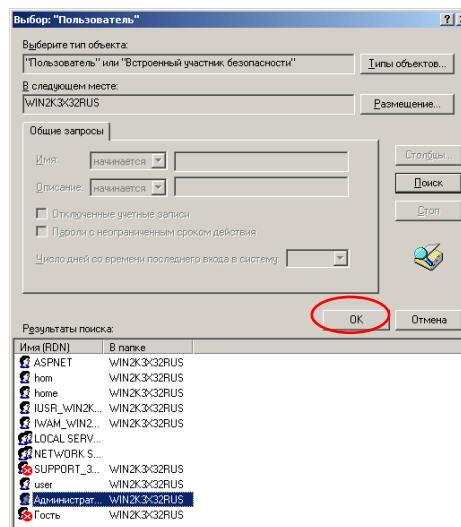 Выбор: "Пользователь"
Выберите тип объекта:
"Пользователь" или "Встроенный участник безопасности"
Типы объектов...
В следующем месте:
WIN2K3X32RUS
Размещение...
Общие запросы
Имя: начинается
Столбцы...
Описание: начинается
Поиск
Отключенные учетные записи
Стоп
Пароли с неограниченным сроком действия
Число дней со времени последнего входа в систему:
OK
Отмена
Результаты поиска:
Имя (RDN) В папке
ASPNET WIN2K3X32RUS
hom WIN2K3X32RUS
home WIN2K3X32RUS
IUSR_WIN2K... WIN2K3X32RUS
IWAM_WIN2... WIN2K3X32RUS
LOCAL SERV...
NETWORK S...
SUPPORT_3... WIN2K3X32RUS
user WIN2K3X32RUS
Администрат... WIN2K3X32RUS
Гость WIN2K3X32RUS